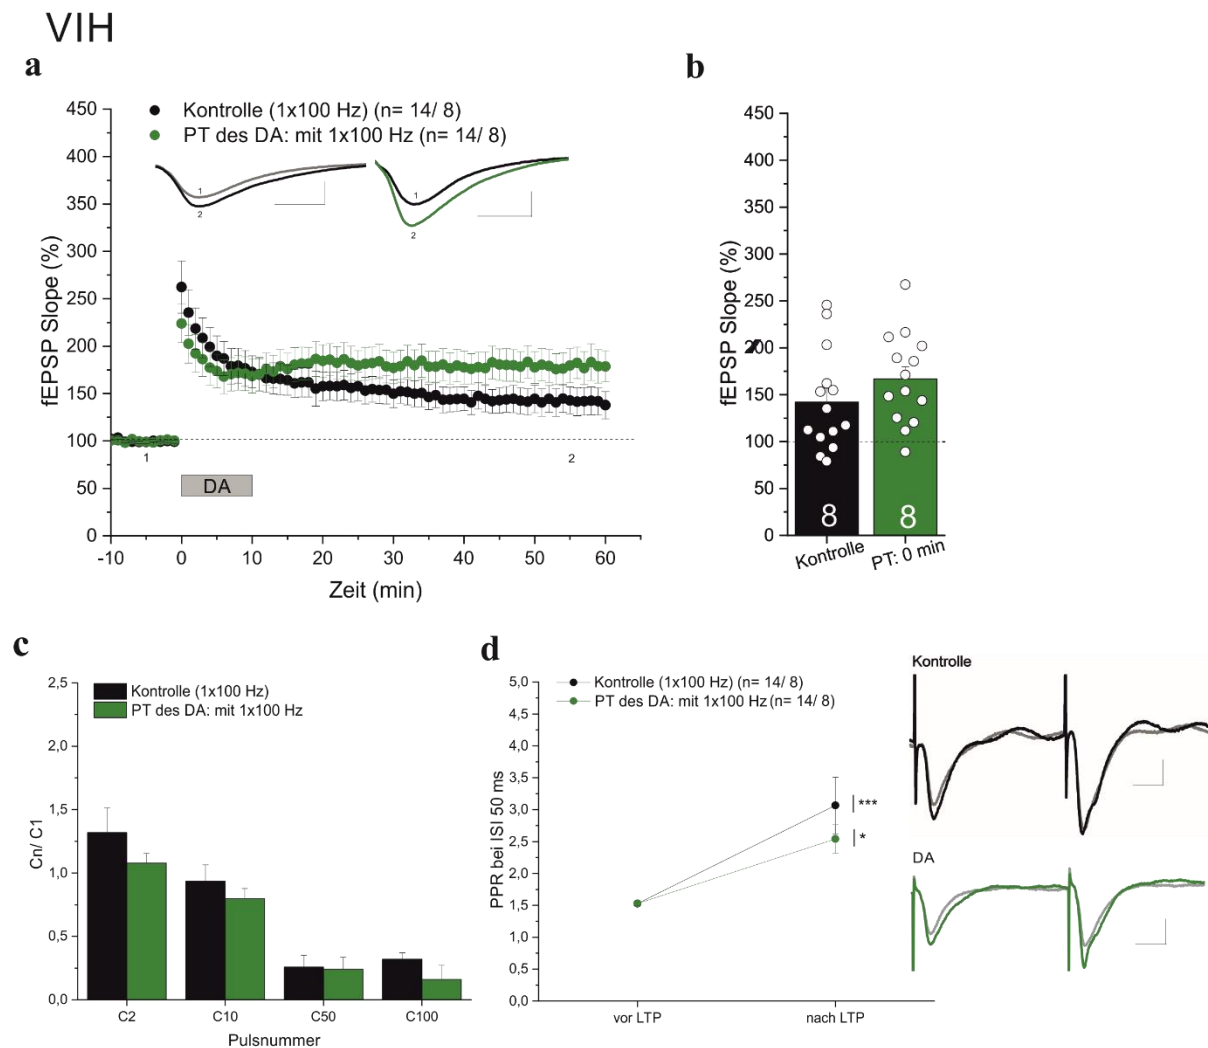 VIH
a
450
400
350
300
250
200
150
100
50
0
fEPSP Slope (%)
Kontrolle (1x100 Hz) (n= 14/ 8)
PT des DA: mit 1x100 Hz (n= 14/ 8)
1
2
1
2
1
2
DA
-10 0 10 20 30 40 50 60
Zeit (min)
b
450
400
350
300
250
200
150
100
50
0
fEPSP Slope (%)
8 8
Kontrolle PT: 0 min
c
2,5
2,0
1,5
1,0
0,5
0,0
Cn/ C1
Kontrolle (1x100 Hz)
PT des DA: mit 1x100 Hz
C2 C10 C50 C100
Pulsnummer
d
5,0
4,5
4,0
3,5
3,0
2,5
2,0
1,5
1,0
0,5
0,0
PPR bei ISI 50 ms
Kontrolle (1x100 Hz) (n= 14/ 8)
PT des DA: mit 1x100 Hz (n= 14/ 8)
***
*
vor LTP nach LTP
Kontrolle
DA